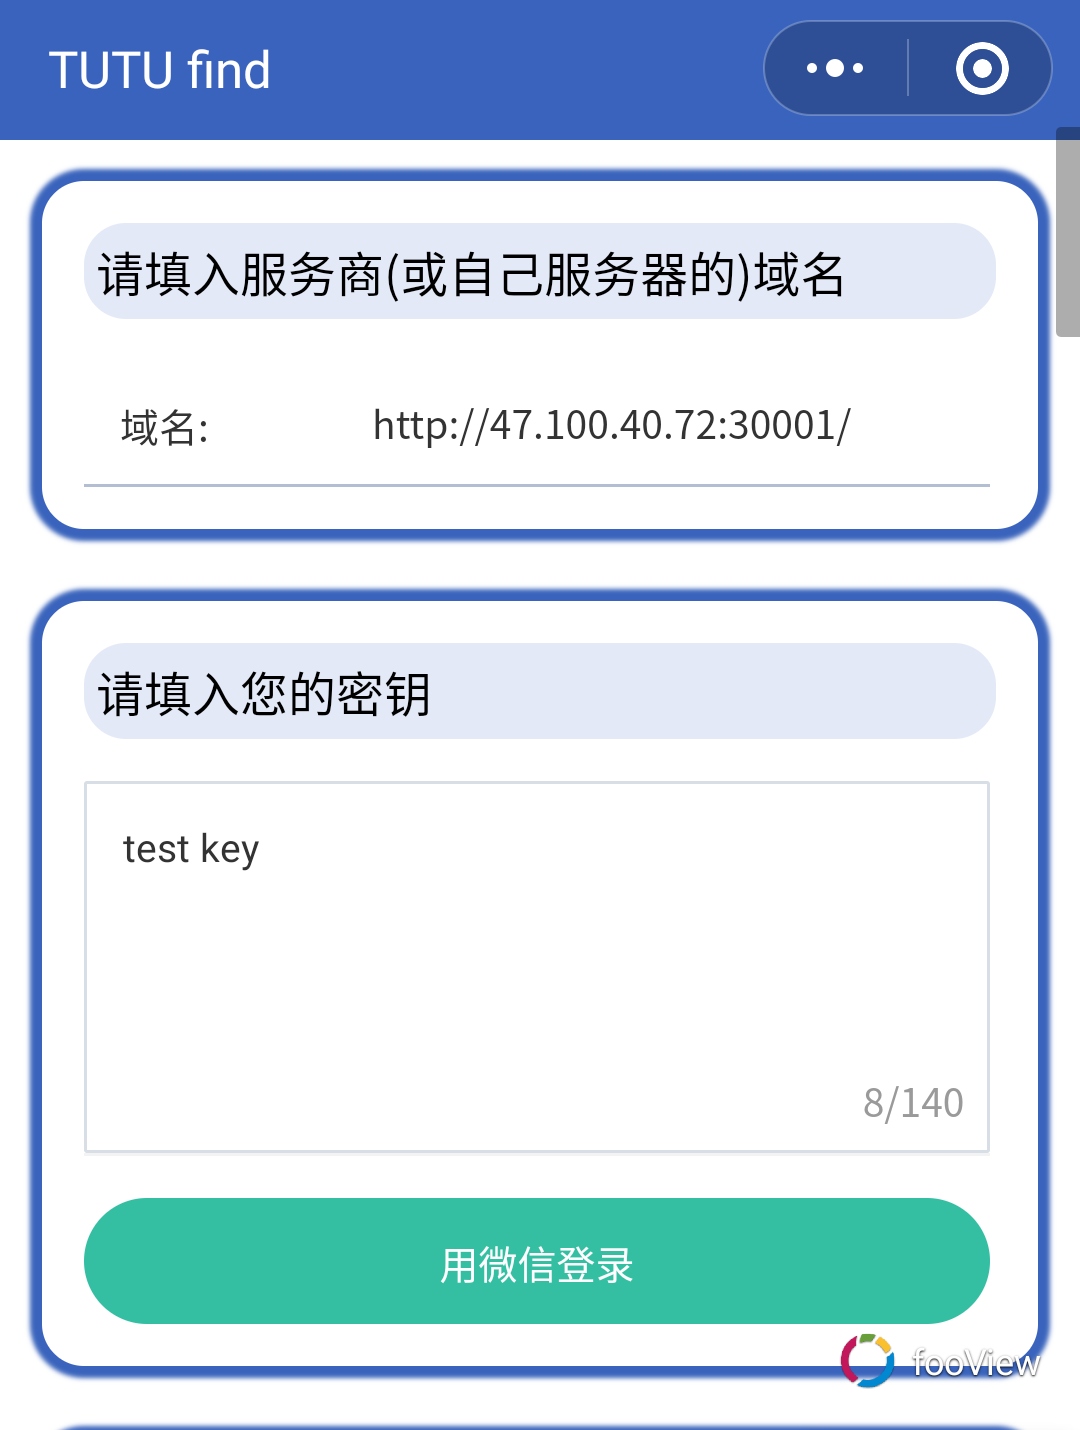 TUTU find
请填入服务商(或自己服务器的)域名
域名:
http://47.100.40.72:30001/
请填入您的密钥
test key
8/140
用微信登录
fooView